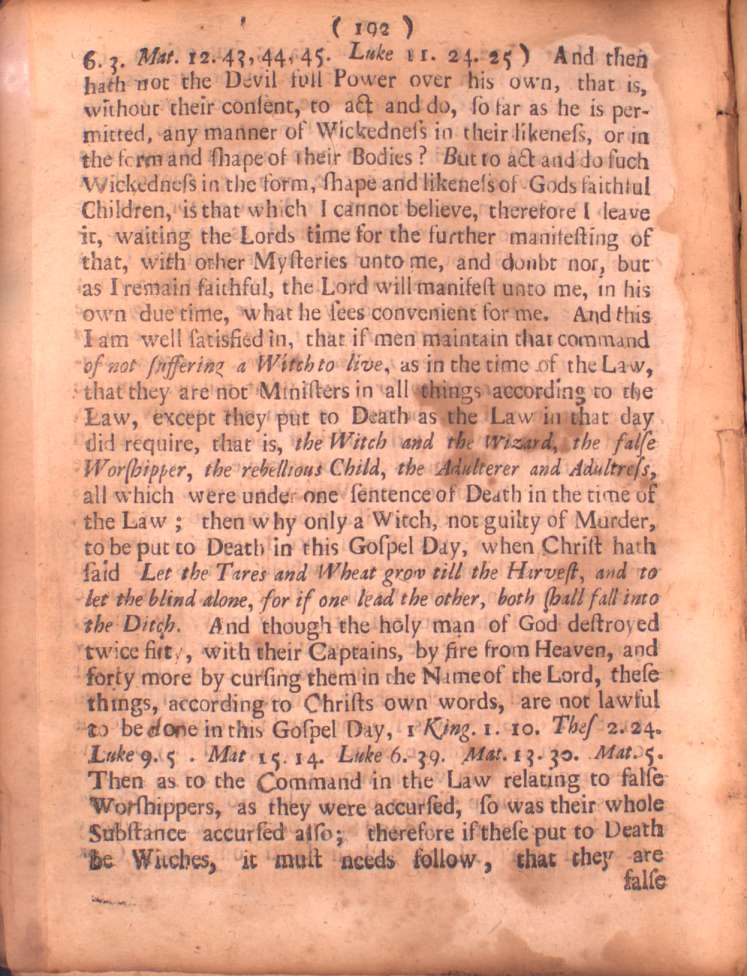 ( 192 )
6. 3. Mat. 12. 43, 44, 45. Luke 11. 24. 25 ) And then
hath not the Devil full Power over his own, that is,
without their conſent, to act and do, ſo far as he is per-
mitted, any manner of Wickedneſs in their likeneſs, or in
the form and ſhape of their Bodies? But to act and do ſuch
Wickedneſs in the form, ſhape and likeneſs of Gods faithful
Children, is that which I cannot believe, therefore I leave
it, waiting the Lords time for the further manifeſting of
that, with other Myſteries unto me, and doubt not, but
as I remain faithful, the Lord will manifeſt unto me, in his
own due time, what he ſees convenient for me. And this
I am well ſatisfied in, that if men maintain that command
of not ſuffering a Witch to live, as in the time of the Law,
that they are not Miniſters in all things according to the
Law, except they put to Death as the Law in that day
did require, that is, the Witch and the Wizard, the falſe
Worſhipper, the rebellious Child, the Adulterer and Adultreſs,
all which were under one ſentence of Death in the time of
the Law ; then why only a Witch, not guilty of Murder,
to be put to Death in this Goſpel Day, when Chriſt hath
ſaid Let the Tares and Wheat grow till the Harveſt, and to
let the blind alone, for if one lead the other, both ſhall fall into
the Ditch. And though the holy man of God deſtroyed
twice fifty, with their Captains, by fire from Heaven, and
forty more by curſing them in the Name of the Lord, theſe
things, according to Chriſts own words, are not lawful
to be done in this Goſpel Day, 1 King. 1. 10. Theſ 2. 24.
Luke 9. 5 . Mat 15. 14. Luke 6. 39. Mat. 13. 30. Mat. 5.
Then as to the Command in the Law relating to falſe
Worſhippers, as they were accurſed, ſo was their whole
Subſtance accurſed alſo; therefore if theſe put to Death
be Witches, it muſt needs follow, that they are
falſe